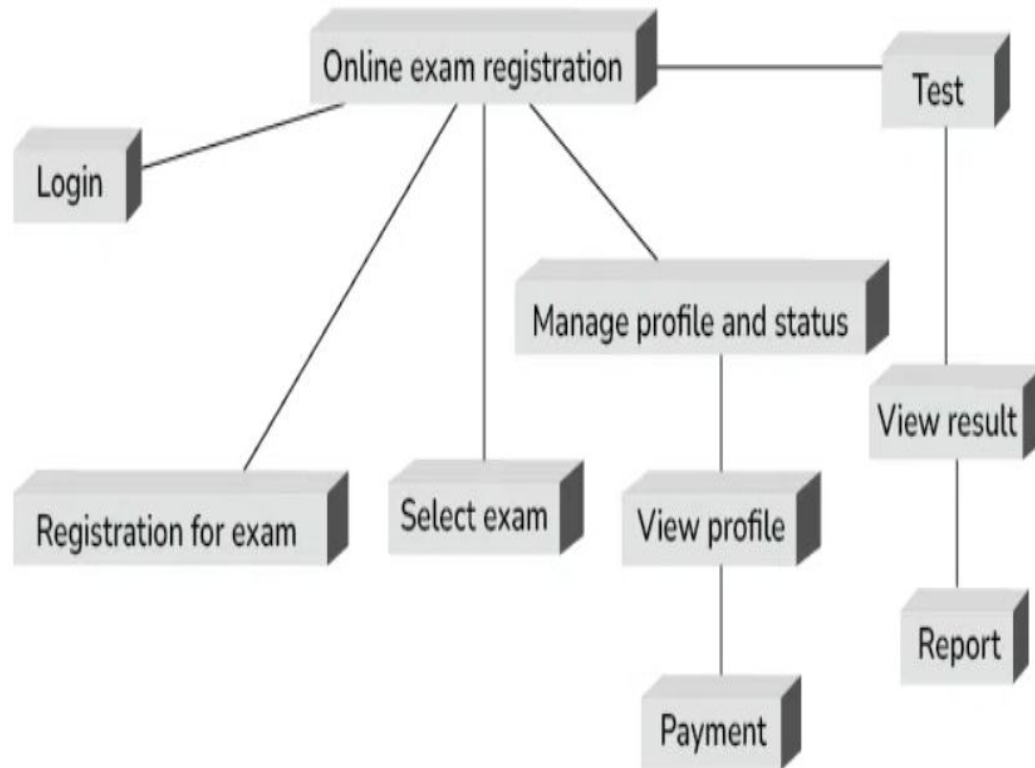 Online exam registration
Test
Login
Manage profile and status
View result
Registration for exam
Select exam
View profile
Report
Payment